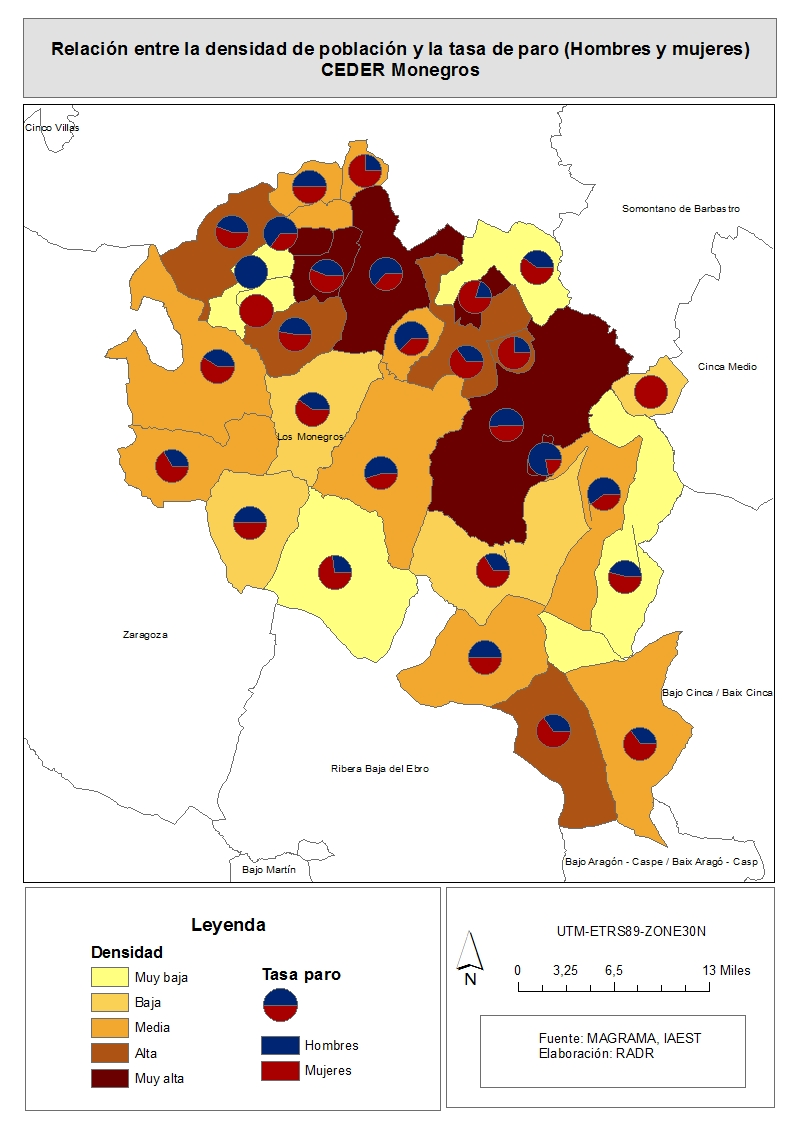 Relación entre la densidad de población y la tasa de paro (Hombres y mujeres)
CEDER Monegros
Cinco Villas
Somontano de Barbastro
Cinca Medio
Los Monegros
Zaragoza
Bajo Cinca / Baix Cinca
Ribera Baja del Ebro
Bajo Martín
Bajo Aragón - Caspe / Baix Aragó - Casp
Leyenda
Densidad
Muy baja
Baja
Media
Alta
Muy alta
Tasa paro
Hombres
Mujeres
UTM-ETRS89-ZONE30N
N
0 3,25 6,5 13 Miles
Fuente: MAGRAMA, IAEST
Elaboración: RADR